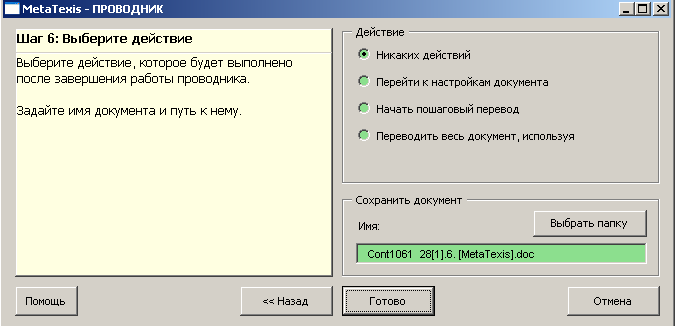 MetaTexis - ПРОВОДНИК
Шаг 6: Выберите действие
Выберите действие, которое будет выполнено
после завершения работы проводника.
Задайте имя документа и путь к нему.
Действие
Никаких действий
Перейти к настройкам документа
Начать пошаговый перевод
Переводить весь документ, используя
Сохранить документ
Имя:
Выбрать папку
Cont1061 28[1].6. [MetaTexis].doc
Помощь
<< Назад
Готово
Отмена